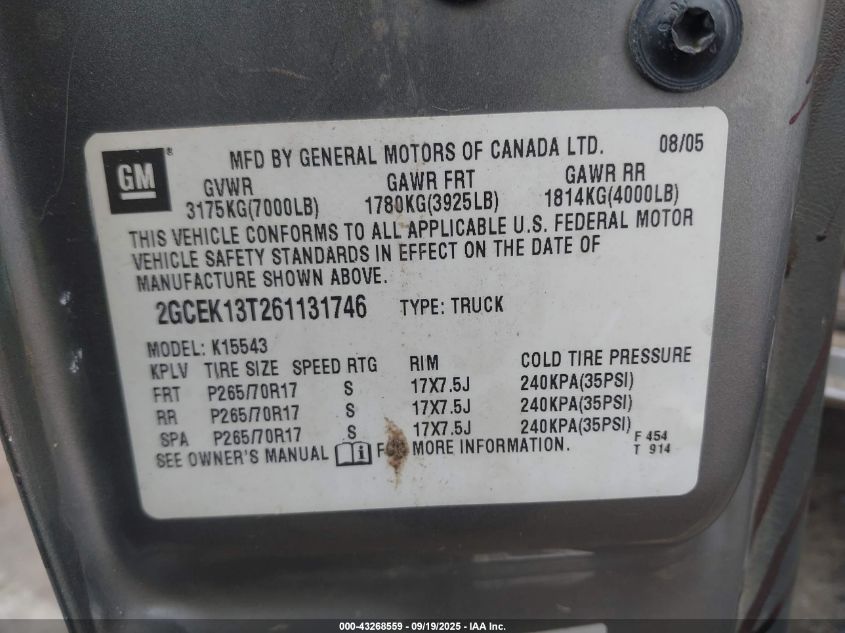 GM
MFD BY GENERAL MOTORS OF CANADA LTD. 08/05
GVWR GAWR FRT GAWR RR
3175KG(7000LB) 1780KG(3925LB) 1814KG(4000LB)
THIS VEHICLE CONFORMS TO ALL APPLICABLE U.S. FEDERAL MOTOR
VEHICLE SAFETY STANDARDS IN EFFECT ON THE DATE OF
MANUFACTURE SHOWN ABOVE.
2GCEK13T261131746 TYPE: TRUCK
MODEL: K15543
KPLV TIRE SIZE SPEED RTG RIM COLD TIRE PRESSURE
FRT P265/70R17 S 17X7.5J 240KPA(35PSI)
RR P265/70R17 S 17X7.5J 240KPA(35PSI)
SPA P265/70R17 S 17X7.5J 240KPA(35PSI)
SEE OWNER'S MANUAL MORE INFORMATION.
F 454
T 914
000-43268559 - 09/19/2025 - IAA Inc.